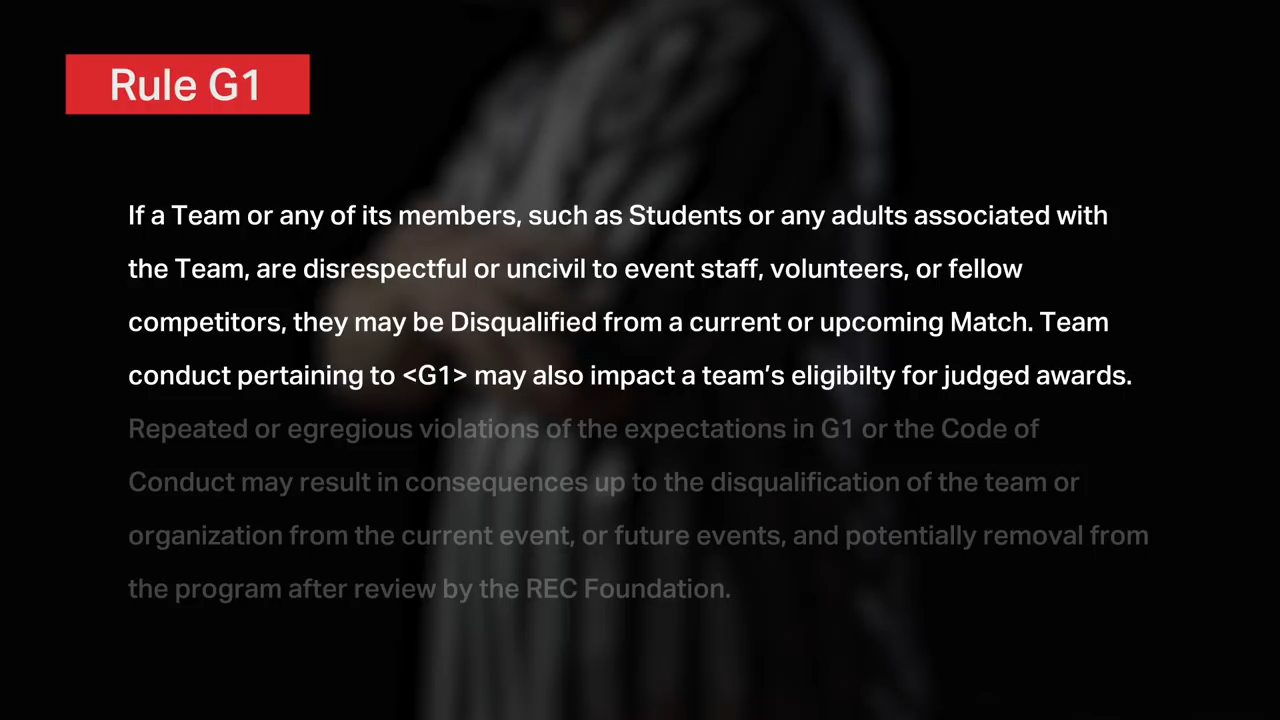 Rule G1
If a Team or any of its members, such as Students or any adults associated with
the Team, are disrespectful or uncivil to event staff, volunteers, or fellow
competitors, they may be Disqualified from a current or upcoming Match. Team
conduct pertaining to <G1> may also impact a team’s eligibilty for judged awards.
Repeated or egregious violations of the expectations in G1 or the Code of
Conduct may result in consequences up to the disqualification of the team or
organization from the current event, or future events, and potentially removal from
the program after review by the REC Foundation.